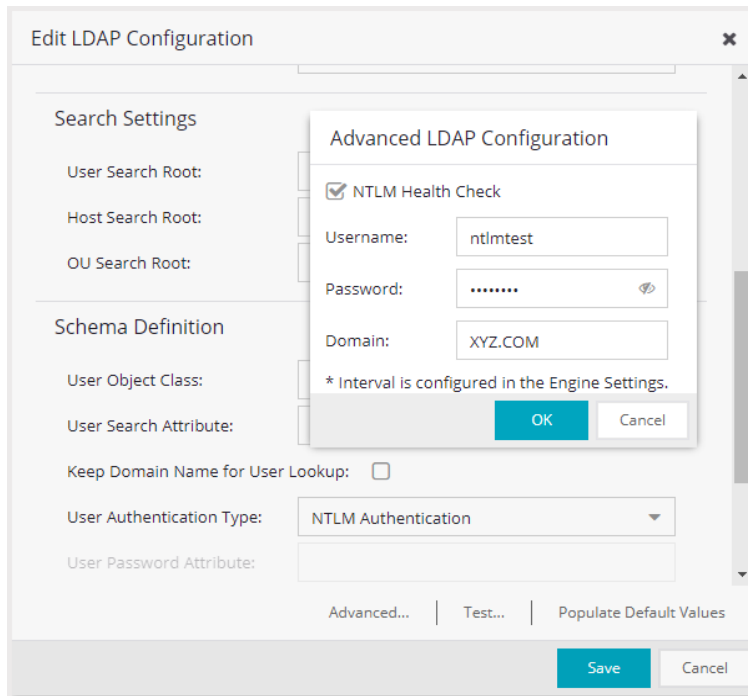 Edit LDAP Configuration
Search Settings
User Search Root:
Host Search Root:
OU Search Root:
Schema Definition
User Object Class:
User Search Attribute:
Keep Domain Name for User Lookup:
User Authentication Type:
NTLM Authentication
User Password Attribute:
Advanced LDAP Configuration
NTLM Health Check
Username:
ntlmtest
Password:
••••••••
Domain:
XYZ.COM
* Interval is configured in the Engine Settings.
OK
Cancel
Advanced...
Test...
Populate Default Values
Save
Cancel